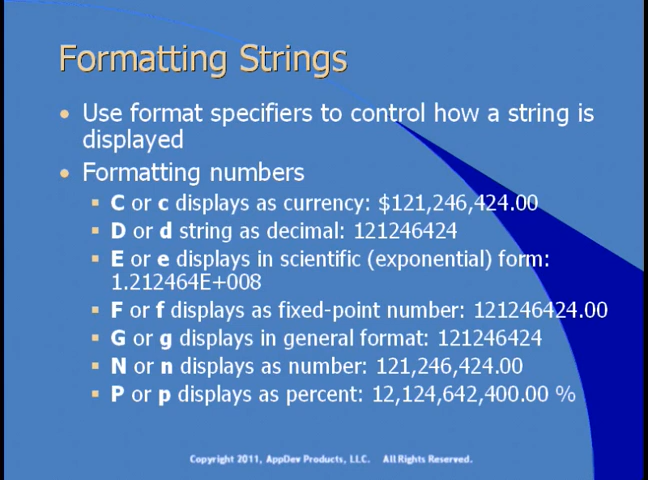 Formatting Strings
• Use format specifiers to control how a string is
displayed
• Formatting numbers
▪ C or c displays as currency: $121,246,424.00
▪ D or d string as decimal: 121246424
▪ E or e displays in scientific (exponential) form:
1.212464E+008
▪ F or f displays as fixed-point number: 121246424.00
▪ G or g displays in general format: 121246424
▪ N or n displays as number: 121,246,424.00
▪ P or p displays as percent: 12,124,642,400.00 %
Copyright 2011, AppDev Products, LLC. All Rights Reserved.